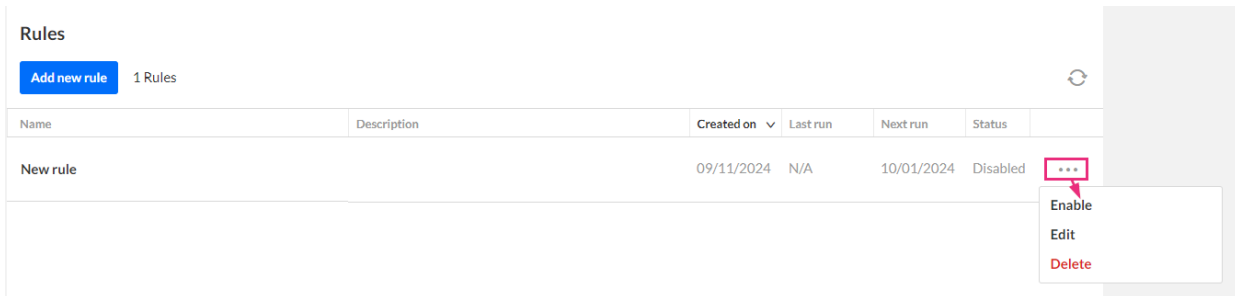 Rules
Add new rule 1 Rules
Name Description Created on Last run Next run Status
New rule 09/11/2024 N/A 10/01/2024 Disabled
Enable
Edit
Delete